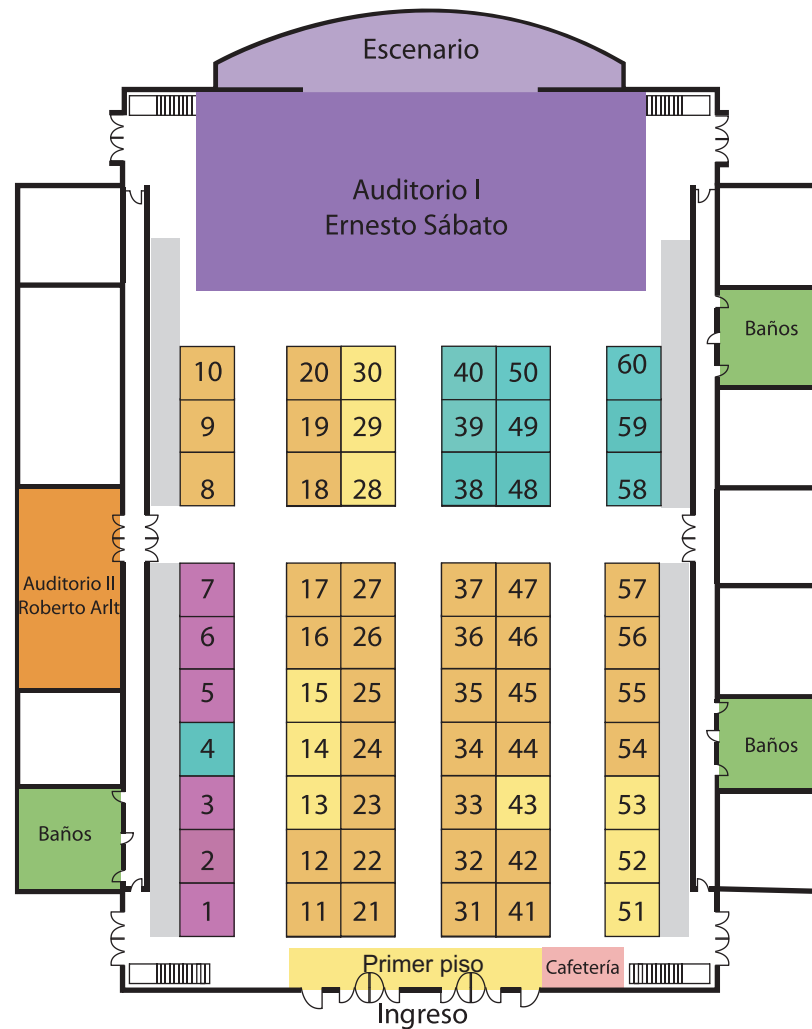 Escenario
Auditorio I
Ernesto Sábato
Baños
10 20 30 40 50 60
9 19 29 39 49 59
8 18 28 38 48 58
Auditorio II
Roberto Arlt
7 17 27 37 47 57
6 16 26 36 46 56
5 15 25 35 45 55
4 14 24 34 44 54
Baños
3 13 23 33 43 53
Baños
2 12 22 32 42 52
1 11 21 31 41 51
Primer piso
Cafetería
Ingreso